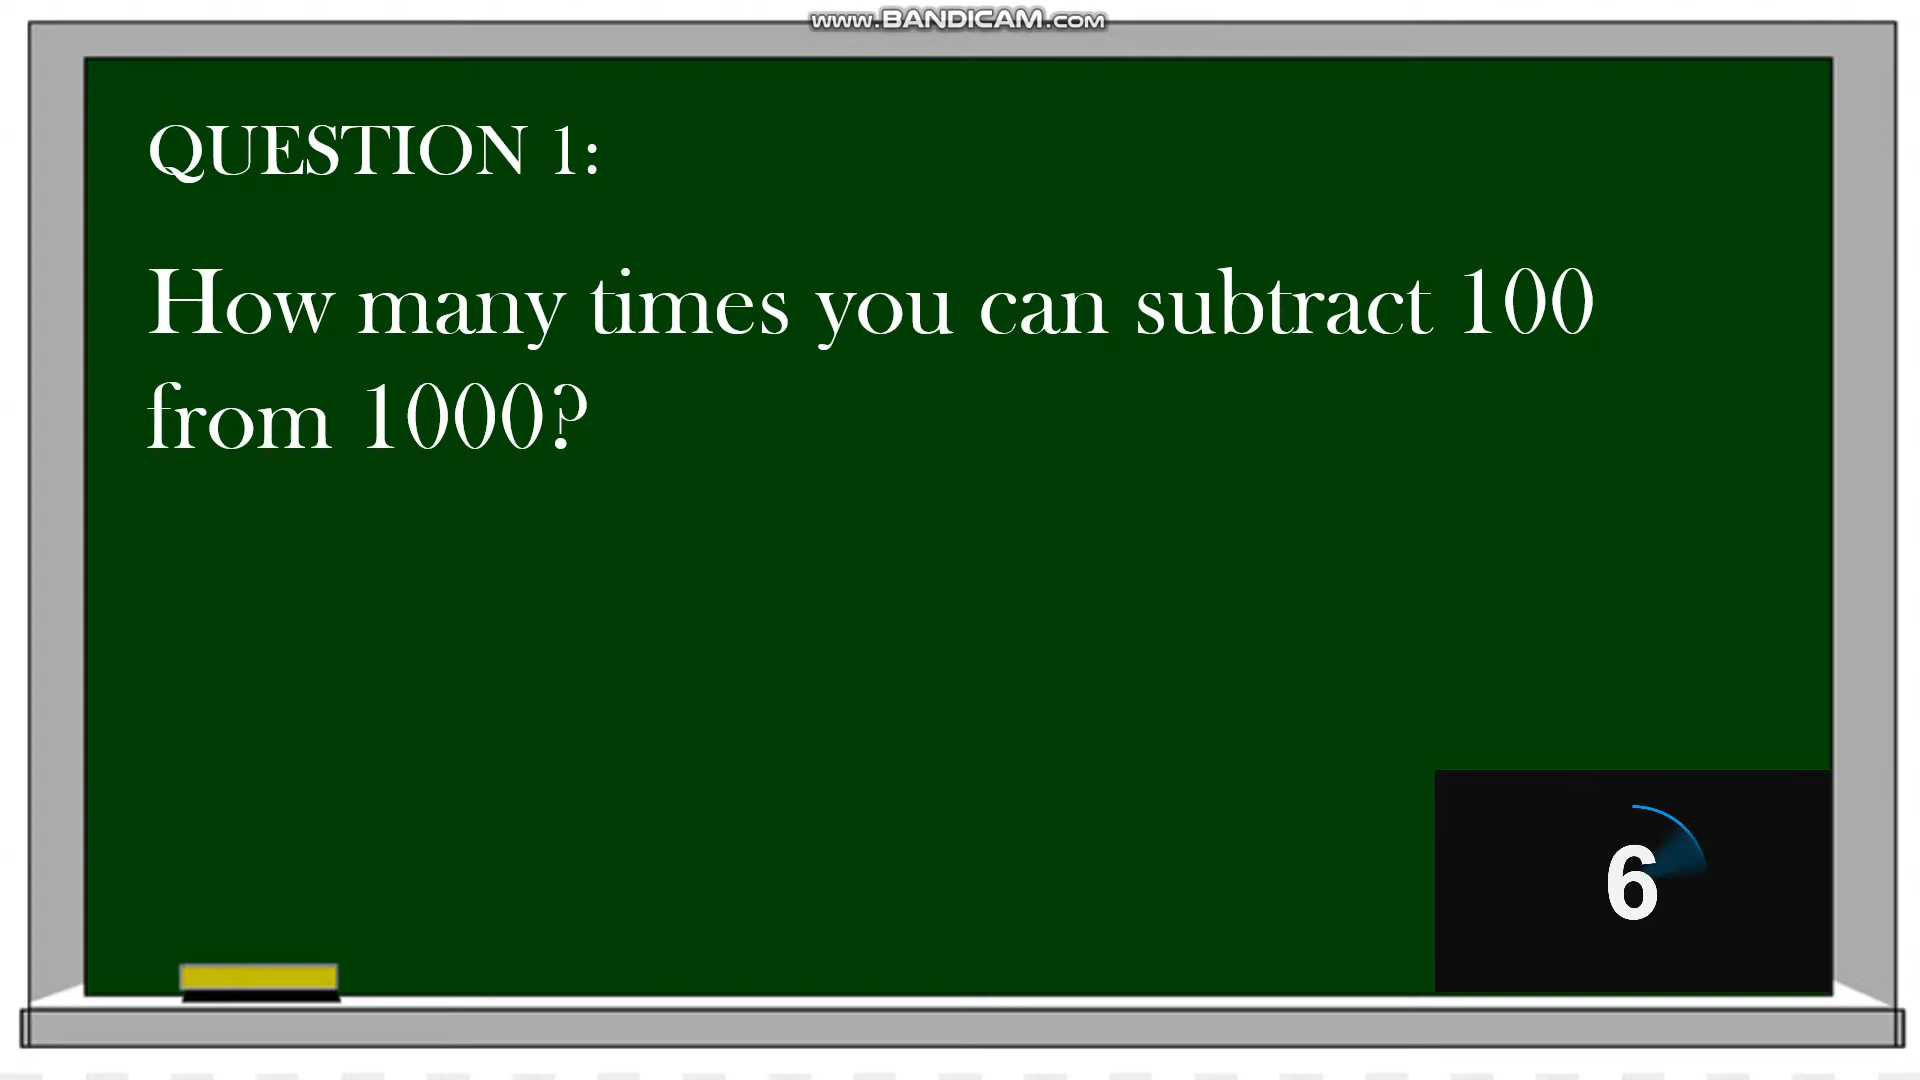 www.BANDICAM.com
QUESTION 1:
How many times you can subtract 100
from 1000?
6